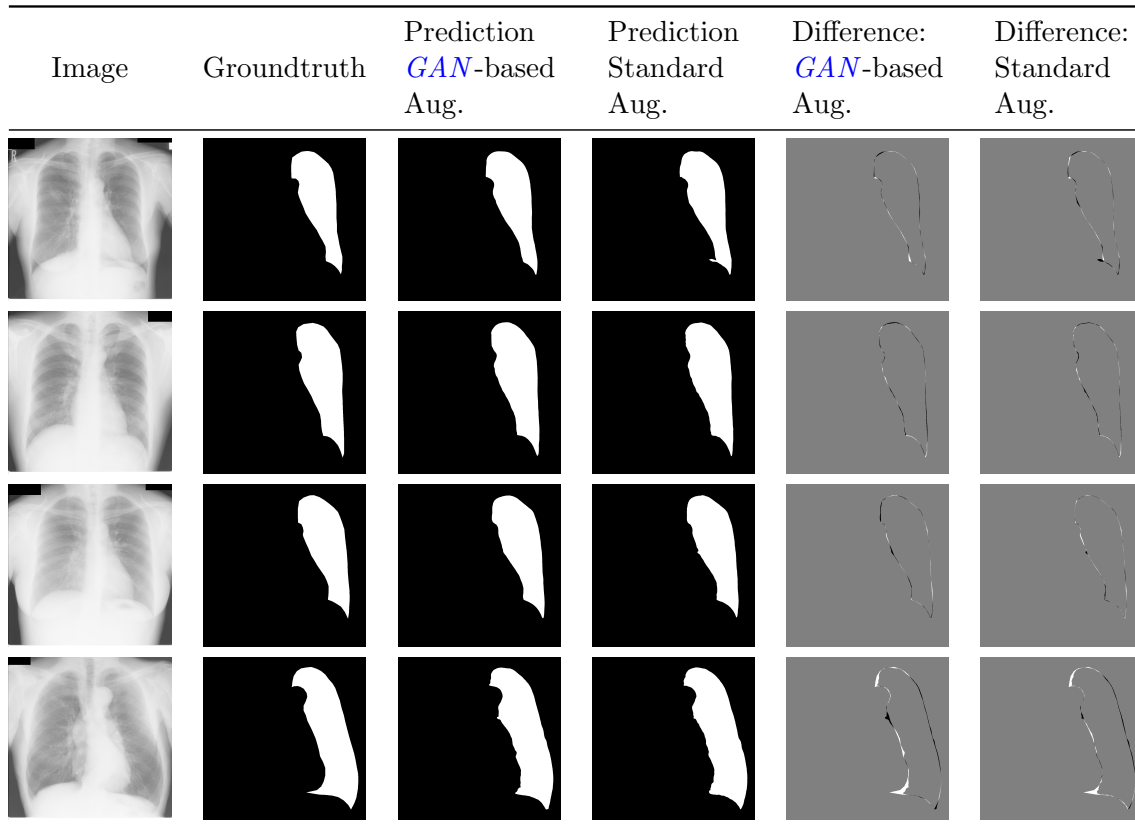 Image
Groundtruth
Prediction
GAN-based
Aug.
Prediction
Standard
Aug.
Difference:
GAN-based
Aug.
Difference:
Standard
Aug.
R